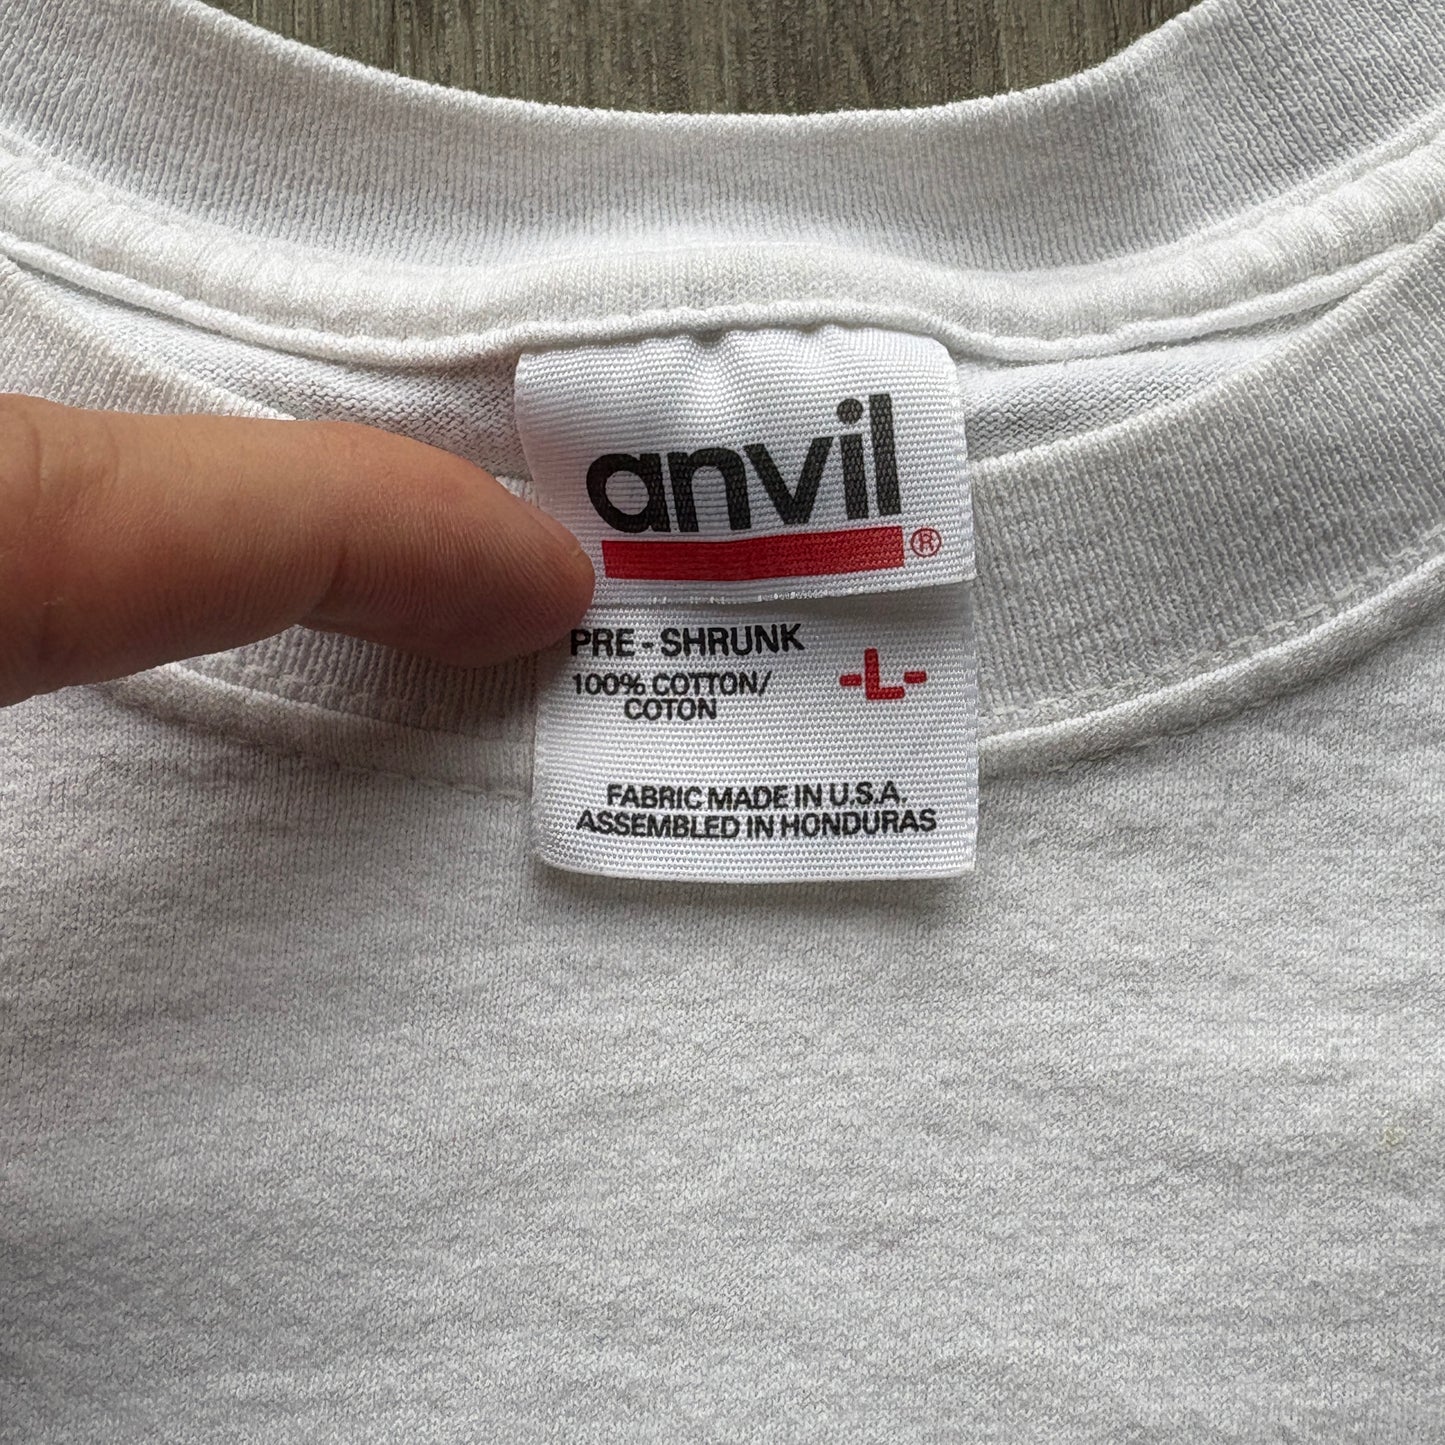 anvil®
PRE-SHRUNK
-L-
100% COTTON/
COTON
FABRIC MADE IN U.S.A.
ASSEMBLED IN HONDURAS